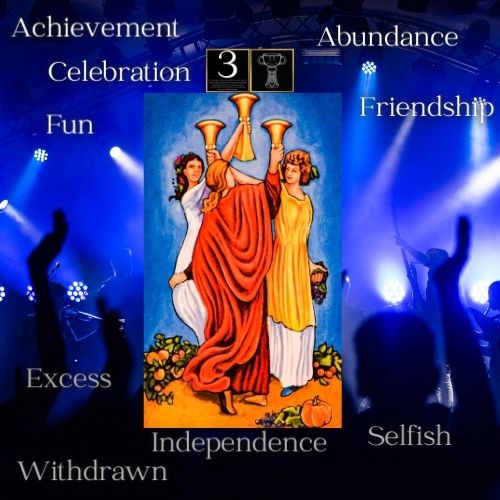 Achievement
Abundance
Celebration
3
Friendship
Fun
Excess
Independence
Selfish
Withdrawn